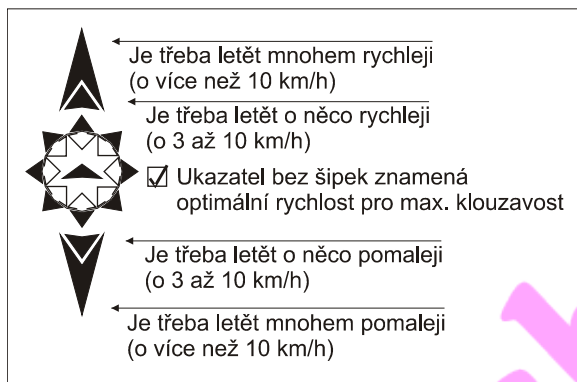 Je třeba letět mnohem rychleji
(o více než 10 km/h)
Je třeba letět o něco rychleji
(o 3 až 10 km/h)
Ukazatel bez šipek znamená
optimální rychlost pro max. klouzavost
Je třeba letět o něco pomaleji
(o 3 až 10 km/h)
Je třeba letět mnohem pomaleji
(o více než 10 km/h)